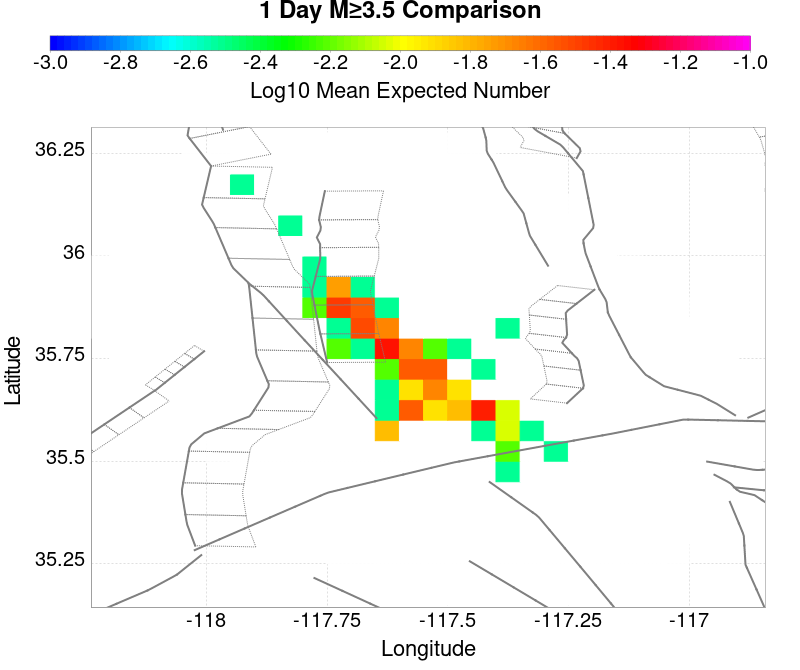 1 Day M≥3.5 Comparison
-3.0 -2.8 -2.6 -2.4 -2.2 -2.0 -1.8 -1.6 -1.4 -1.2 -1.0
Log10 Mean Expected Number
36.25
36
35.75
35.5
35.25
Latitude
-118 -117.75 -117.5 -117.25 -117
Longitude